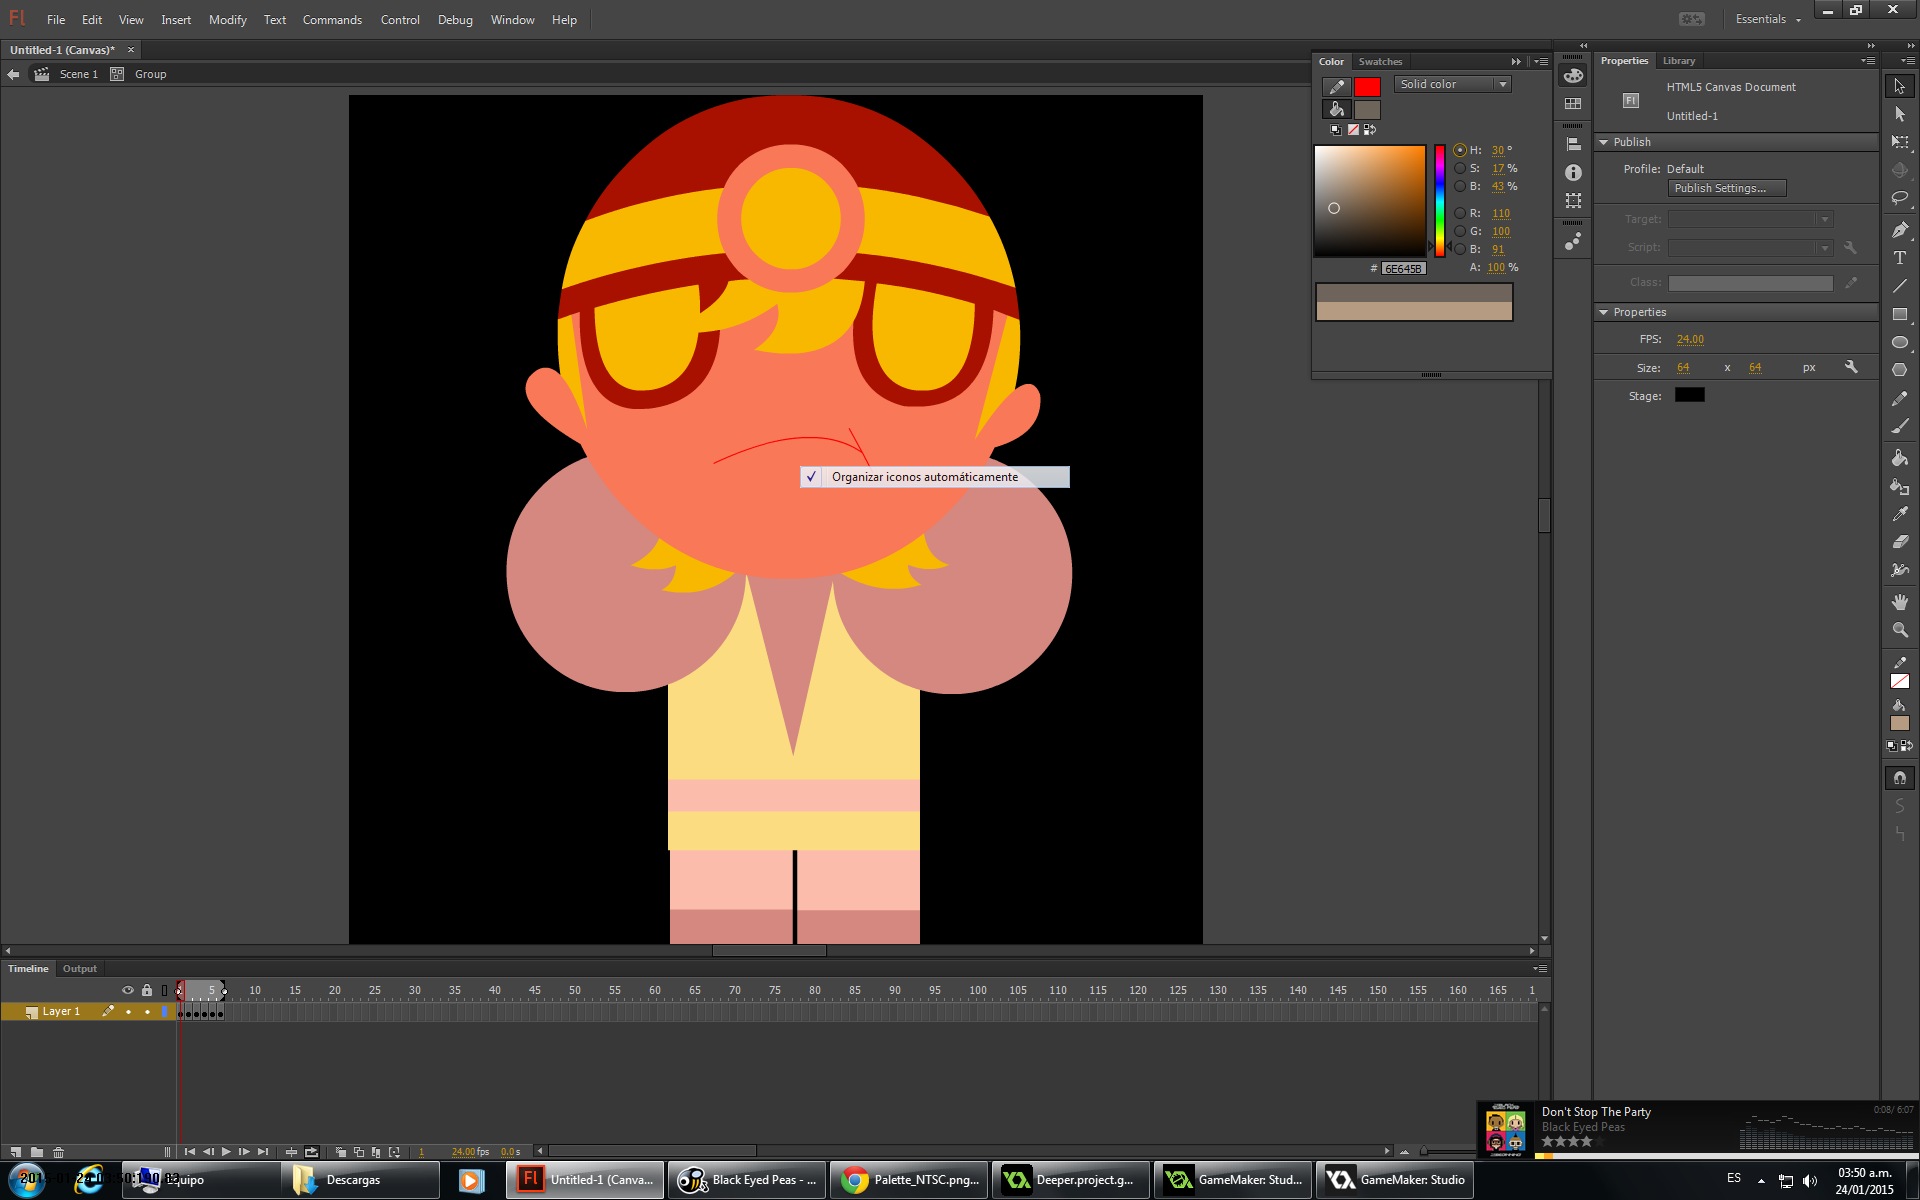 Fl File Edit View Insert Modify Text Commands Control Debug Window Help Essentials
Untitled-1 (Canvas)* ×
Scene 1 Group
Color Swatches
Solid color
H: 30 °
S: 17 %
B: 43 %
R: 110
G: 100
B: 91
# 6E645B A: 100 %
Properties Library
HTML5 Canvas Document
Fl
Untitled-1
Publish
Profile: Default
Publish Settings...
Target:
Script:
Class:
Properties
FPS: 24.00
Size: 64 x 64 px
Stage:
✓ Organizar iconos automáticamente
Timeline Output
5 10 15 20 25 30 35 40 45 50 55 60 65 70 75 80 85 90 95 100 105 110 115 120 125 130 135 140 145 150 155 160 165 1
Layer 1
1 24.00 fps 0.0 s
Don't Stop The Party 0:08/ 6:07
Black Eyed Peas
Equipo Descargas Fl Untitled-1 (Canva... Black Eyed Peas - ... Palette_NTSC.png... Deeper.project.g... GameMaker: Stud... GameMaker: Studio ES
03:50 a.m.
24/01/2015